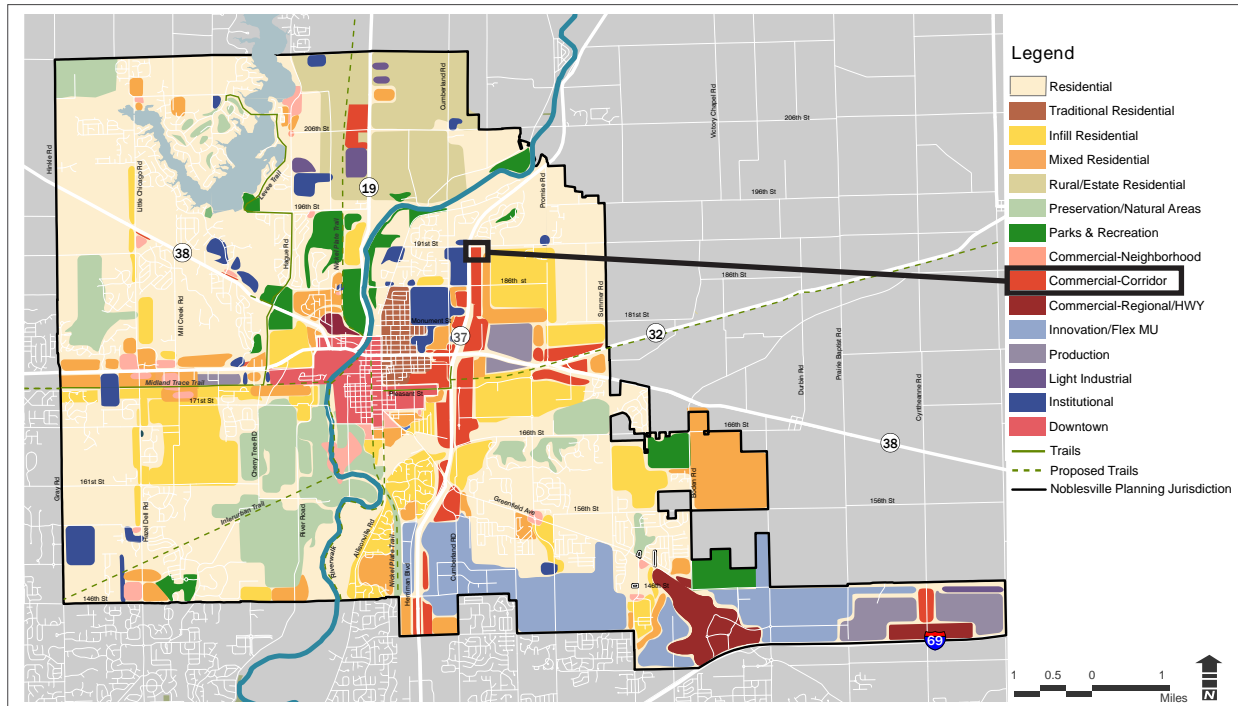 Legend
Residential
Traditional Residential
Infill Residential
Mixed Residential
Rural/Estate Residential
Preservation/Natural Areas
Parks & Recreation
Commercial-Neighborhood
Commercial-Corridor
Commercial-Regional/HWY
Innovation/Flex MU
Production
Light Industrial
Institutional
Downtown
Trails
Proposed Trails
Noblesville Planning Jurisdiction
Hinkle Rd
Little Chicago Rd
Cumberland Rd
206th St
Victory Chapel Rd
206th St
Levee Trail
19
196th St
Promise Rd
196th St
38
Hague Rd
Nickel Plate Trail
191st St
186th st
186th St
Mill Creek Rd
Summer Rd
Monument St
181st St
37
32
Prairie Baptist Rd
Durbin Rd
Cyntheanne Rd
Midland Trace Trail
Pleasant St
171st St
166th St
166th St
38
Cherry Tree RD
Gray Rd
161st St
Boden Rd
156th St
Hazel Dell Rd
Interurban Trail
River Road
Riverwalk
Allisonville Rd
Nickel Plate Trail
Greenfield Ave
156th St
Cumberland RD
Herriman Blvd
146th St
146th St
69
1 0.5 0 1
Miles
N